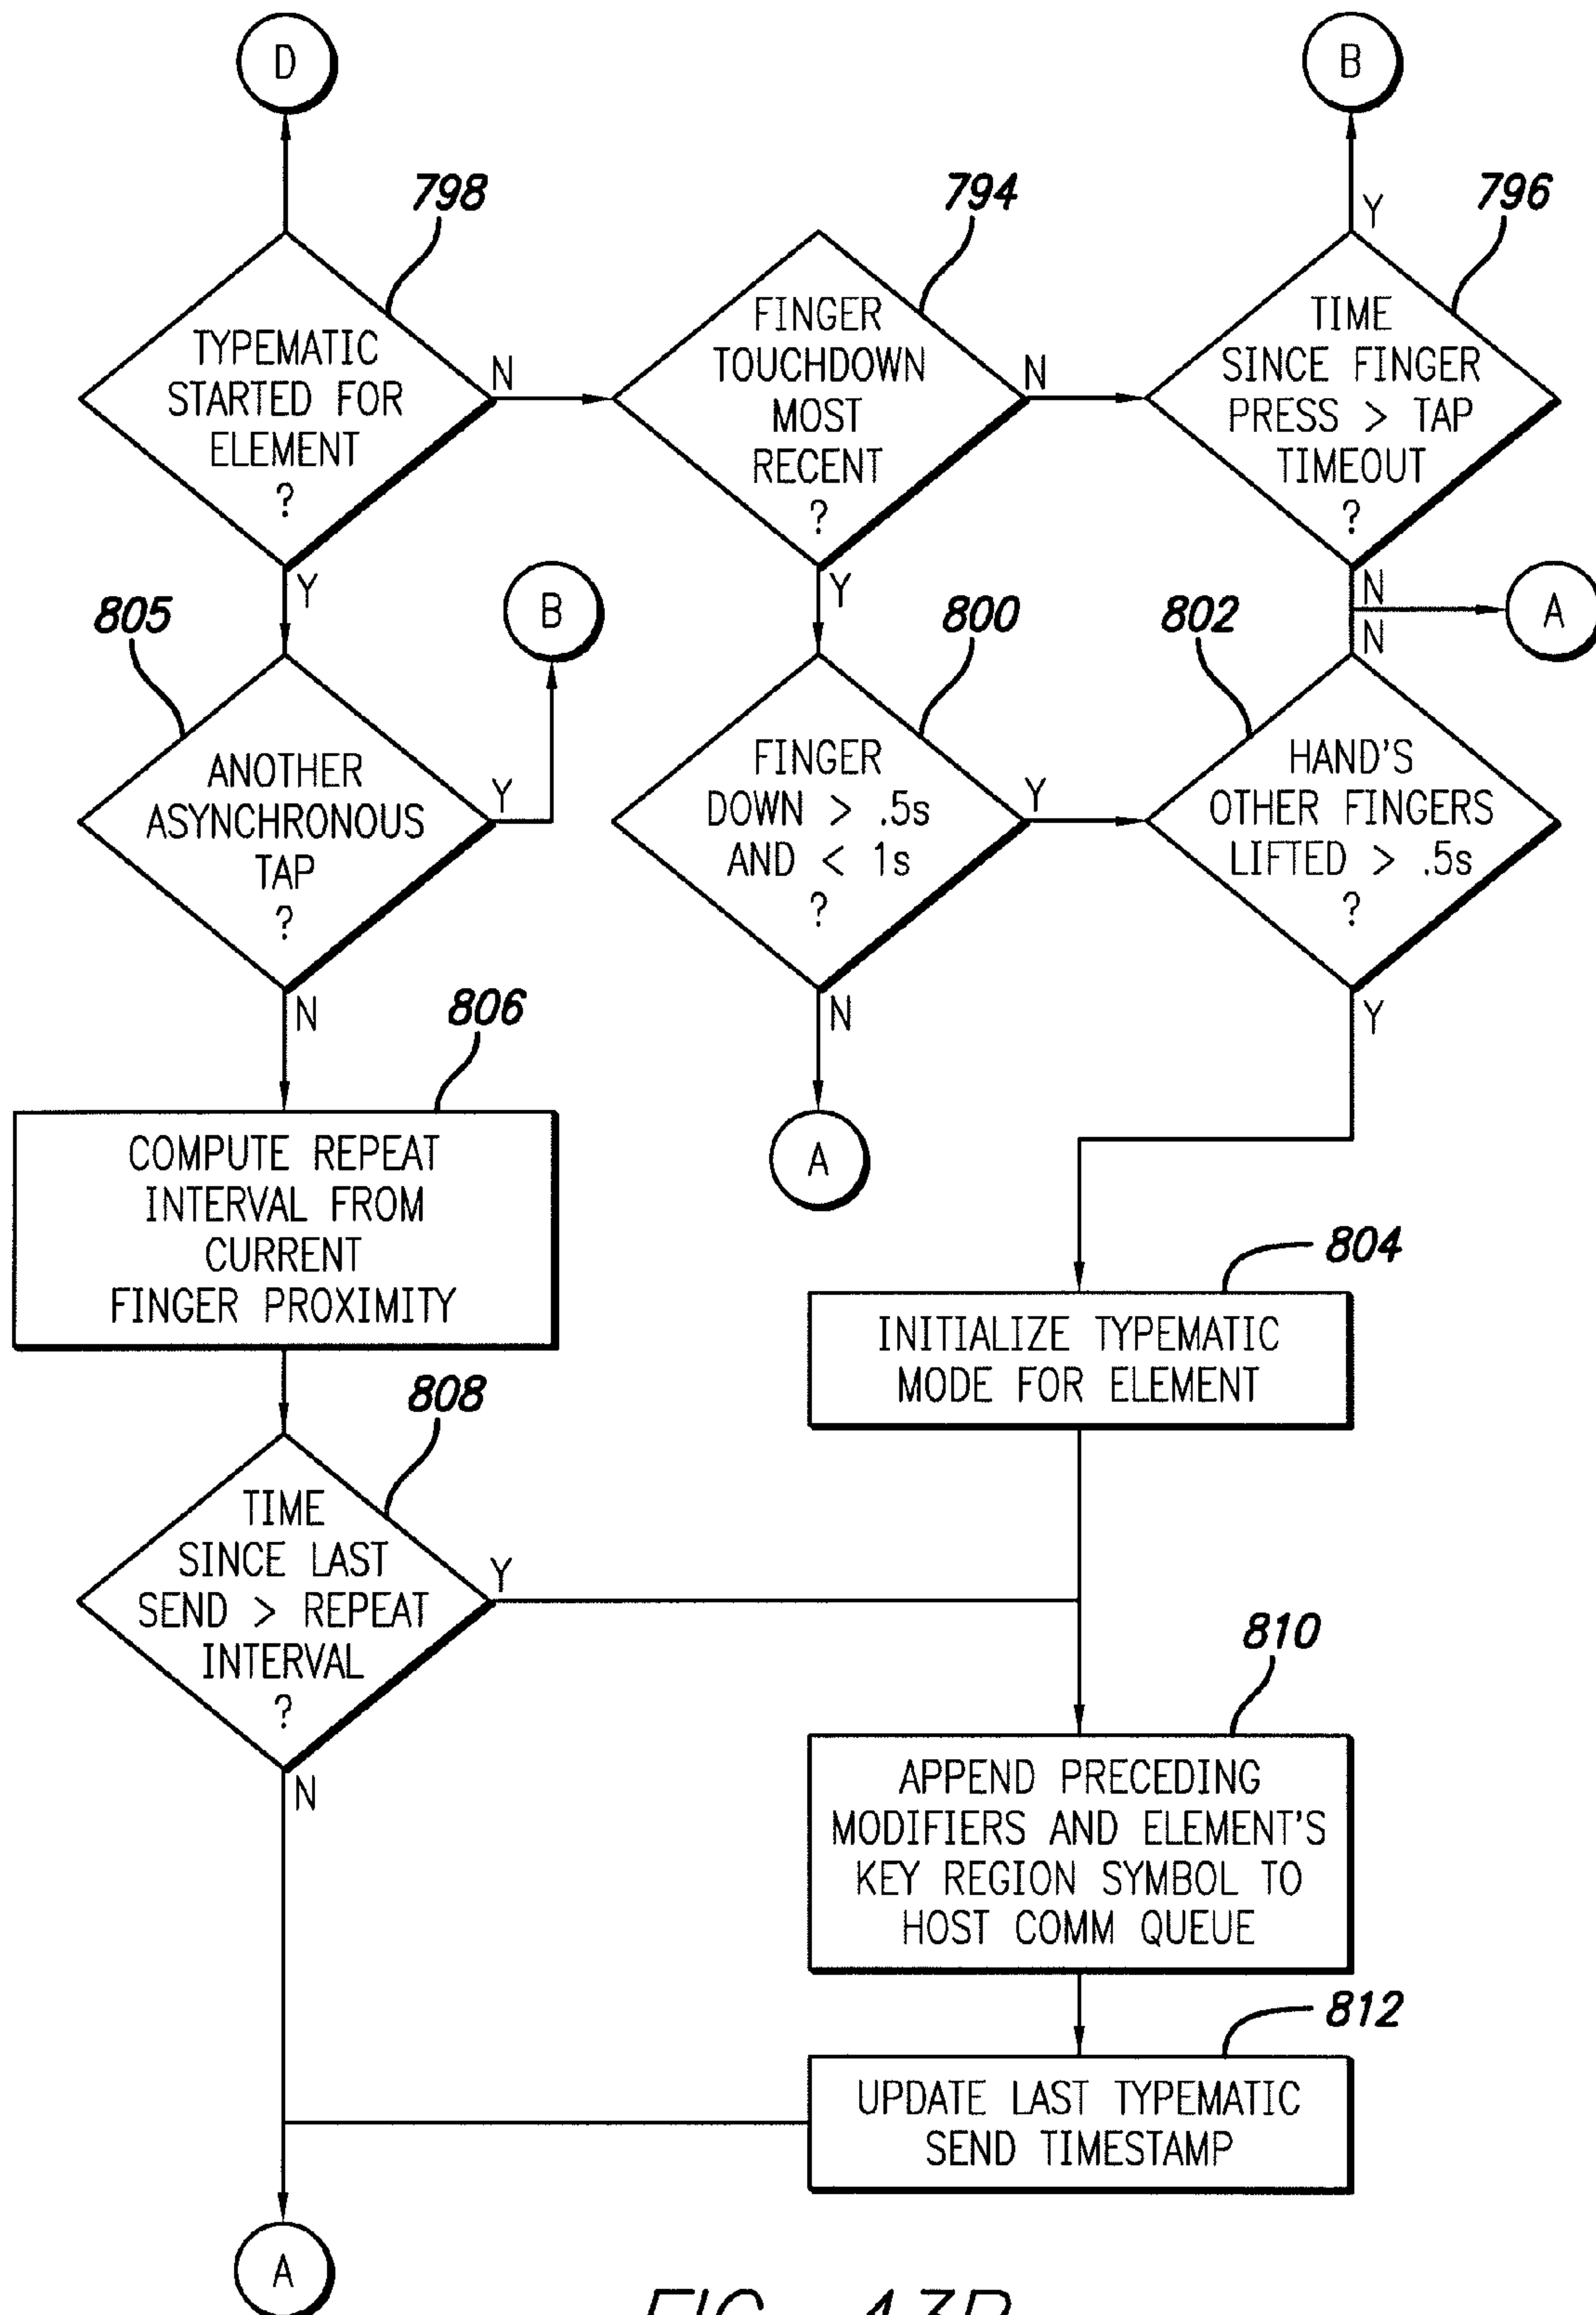 D
B
798
794
796
Y
TYPEMATIC
STARTED FOR
ELEMENT
?
N
FINGER
TOUCHDOWN
MOST
RECENT
?
N
TIME
SINCE FINGER
PRESS > TAP
TIMEOUT
?
Y
Y
N
A
N
805
B
800
802
ANOTHER
ASYNCHRONOUS
TAP
?
Y
FINGER
DOWN > .5s
AND < 1s
?
Y
HAND'S
OTHER FINGERS
LIFTED > .5s
?
N
N
Y
806
COMPUTE REPEAT
INTERVAL FROM
CURRENT
FINGER PROXIMITY
A
804
INITIALIZE TYPEMATIC
MODE FOR ELEMENT
808
TIME
SINCE LAST
SEND > REPEAT
INTERVAL
?
Y
N
810
APPEND PRECEDING
MODIFIERS AND ELEMENT'S
KEY REGION SYMBOL TO
HOST COMM QUEUE
812
UPDATE LAST TYPEMATIC
SEND TIMESTAMP
A